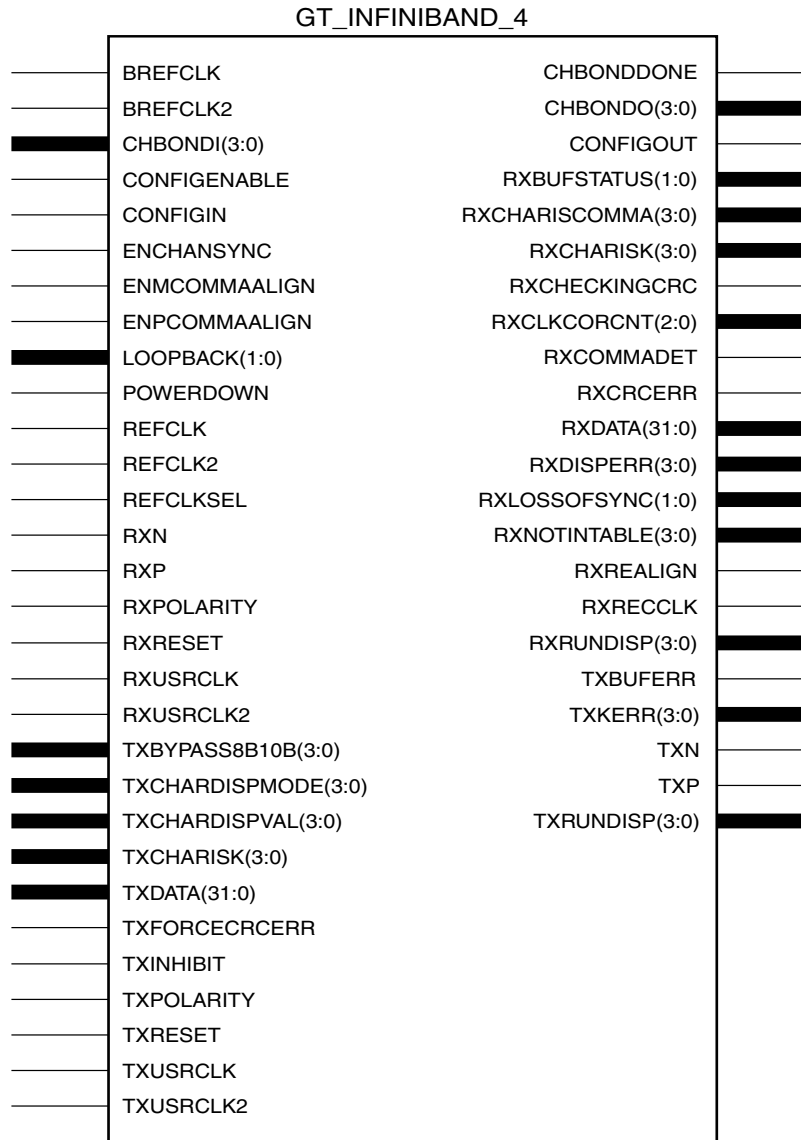 GT_INFINIBAND_4
BREFCLK
BREFCLK2
CHBONDI(3:0)
CONFIGENABLE
CONFIGIN
ENCHANSYNC
ENMCOMMAALIGN
ENPCOMMAALIGN
LOOPBACK(1:0)
POWERDOWN
REFCLK
REFCLK2
REFCLKSEL
RXN
RXP
RXPOLARITY
RXRESET
RXUSRCLK
RXUSRCLK2
TXBYPASS8B10B(3:0)
TXCHARDISPMODE(3:0)
TXCHARDISPVAL(3:0)
TXCHARISK(3:0)
TXDATA(31:0)
TXFORCECRCERR
TXINHIBIT
TXPOLARITY
TXRESET
TXUSRCLK
TXUSRCLK2
CHBONDDONE
CHBONDO(3:0)
CONFIGOUT
RXBUFSTATUS(1:0)
RXCHARISCOMMA(3:0)
RXCHARISK(3:0)
RXCHECKINGCRC
RXCLKCORCNT(2:0)
RXCOMMADET
RXCRCERR
RXDATA(31:0)
RXDISPERR(3:0)
RXLOSSOFSYNC(1:0)
RXNOTINTABLE(3:0)
RXREALIGN
RXRECCLK
RXRUNDISP(3:0)
TXBUFERR
TXKERR(3:0)
TXN
TXP
TXRUNDISP(3:0)